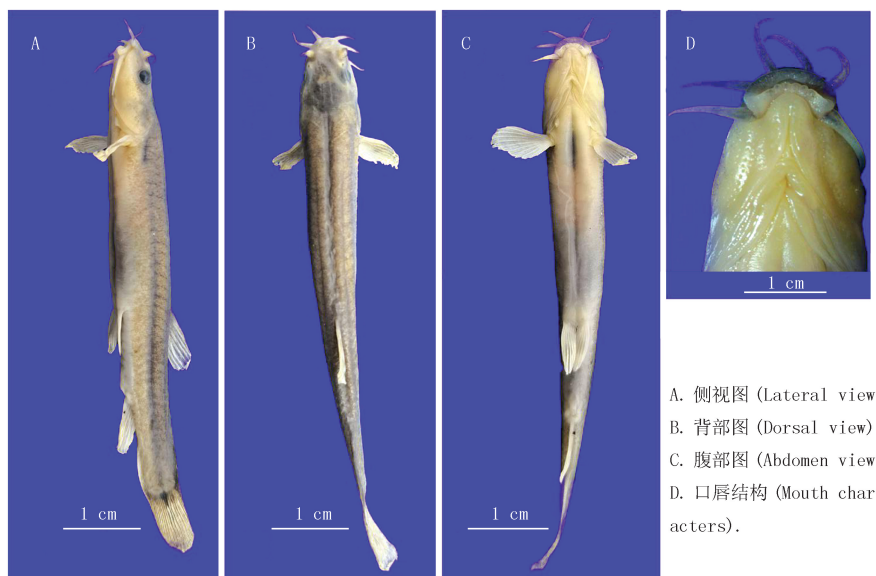 A
B
C
D
1 cm
1 cm
1 cm
1 cm
A. 侧视图 (Lateral view
B. 背部图 (Dorsal view)
C. 腹部图 (Abdomen view
D. 口唇结构 (Mouth char
acters).